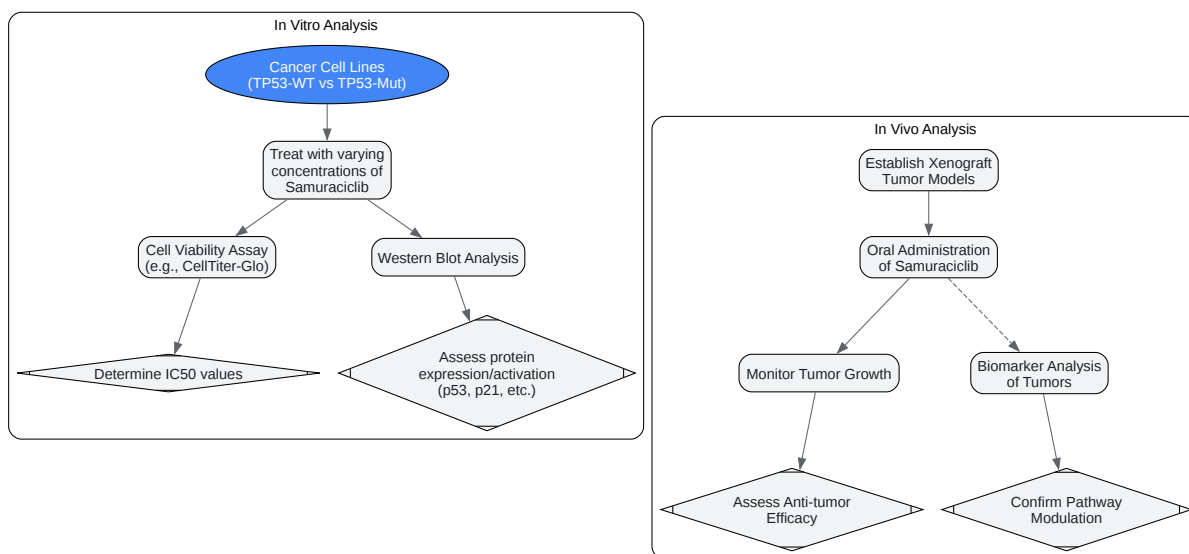 In Vitro Analysis
Cancer Cell Lines
(TP53-WT vs TP53-Mut)
Treat with varying
concentrations of
Samuraciclib
Cell Viability Assay
(e.g., CellTiter-Glo)
Western Blot Analysis
Determine IC50 values
Assess protein
expression/activation
(p53, p21, etc.)
In Vivo Analysis
Establish Xenograft
Tumor Models
Oral Administration
of Samuraciclib
Monitor Tumor Growth
Biomarker Analysis
of Tumors
Assess Anti-tumor
Efficacy
Confirm Pathway
Modulation